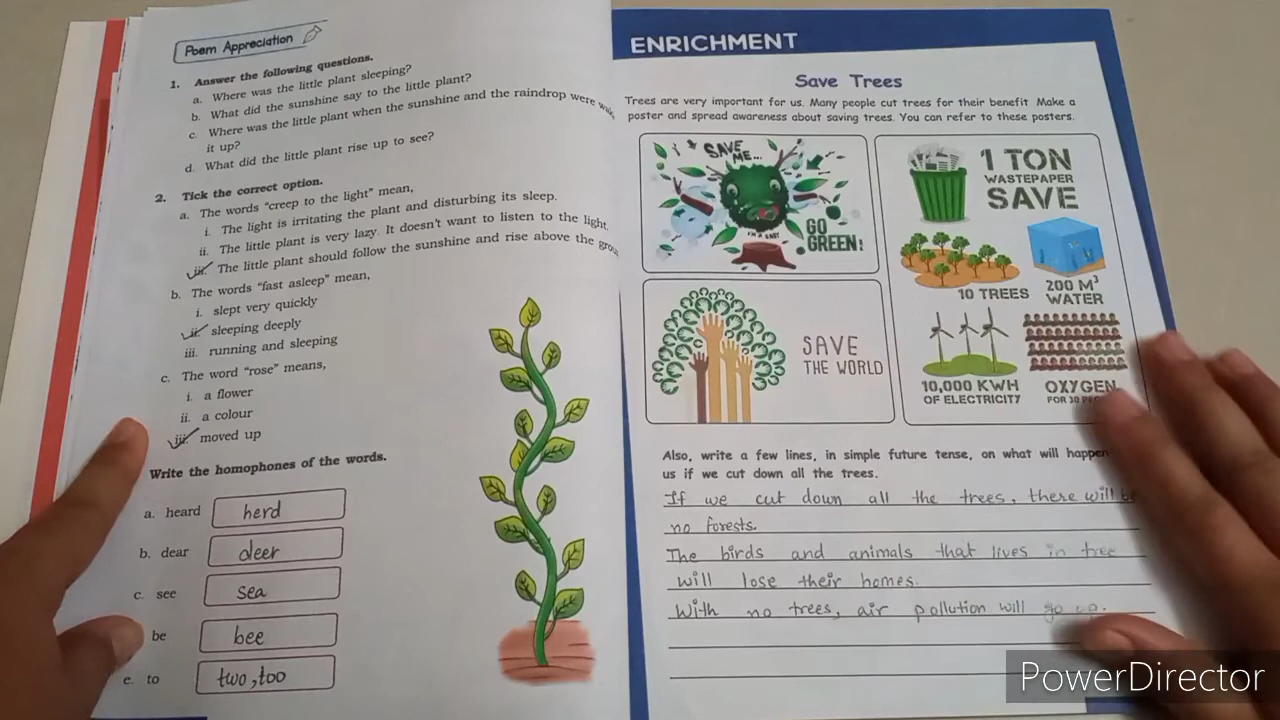 Poem Appreciation
1. Answer the following questions.
a. Where was the little plant sleeping?
b. What did the sunshine say to the little plant?
c. Where was the little plant when the sunshine and the raindrop were
it up?
d. What did the little plant rise up to see?
2. Tick the correct option.
a. The words "creep to the light" mean,
i. The light is irritating the plant and disturbing its sleep.
ii. The little plant is very lazy. It doesn't want to listen to the light.
iii. The little plant should follow the sunshine and rise above the
b. The words "fast asleep" mean,
i. slept very quickly
ii. sleeping deeply
iii. running and sleeping
c. The word "rose" means,
i. a flower
ii. a colour
iii. moved up
Write the homophones of the words.
a. heard herd
b. dear deer
c. see sea
be bee
e. to two, too
ENRICHMENT
Save Trees
Trees are very important for us. Many people cut trees for their benefit Make a
poster and spread awareness about saving trees. You can refer to these posters.
SAVE
ME...
GO
GREEN!
1 TON
WASTEPAPER
SAVE
10 TREES
200 M³
WATER
10,000 KWH
OF ELECTRICITY
OXYGEN
FOR 30
SAVE
THE WORLD
Also, write a few lines, in simple future tense, on what will happen
us if we cut down all the trees.
If we cut down all the trees, there will be
no forests.
The birds and animals that lives in tree
will lose their homes.
With no trees, air pollution will go up.
PowerDirector